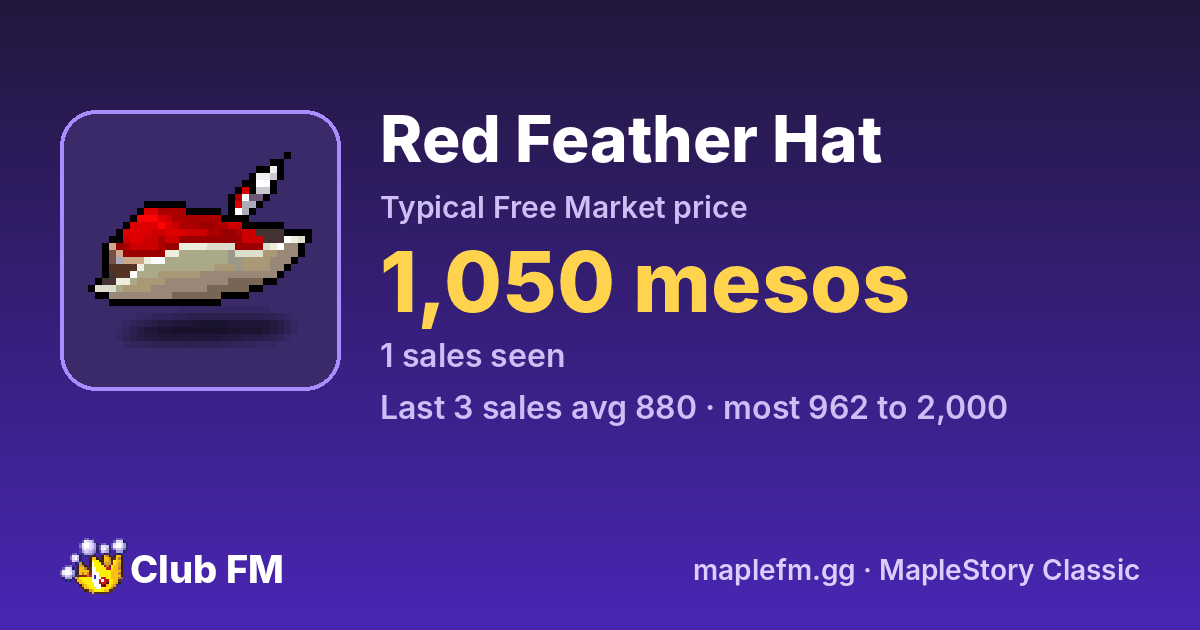 Red Feather Hat
Typical Free Market price
1,050 mesos
1 sales seen
Last 3 sales avg 880 · most 962 to 2,000
Club FM
maplefm.gg · MapleStory Classic